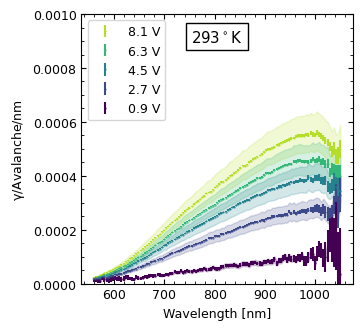 0.0010
0.0008
0.0006
0.0004
0.0002
0.0000
γ/Avalanche/nm
8.1 V
6.3 V
4.5 V
2.7 V
0.9 V
293°K
600 700 800 900 1000
Wavelength [nm]